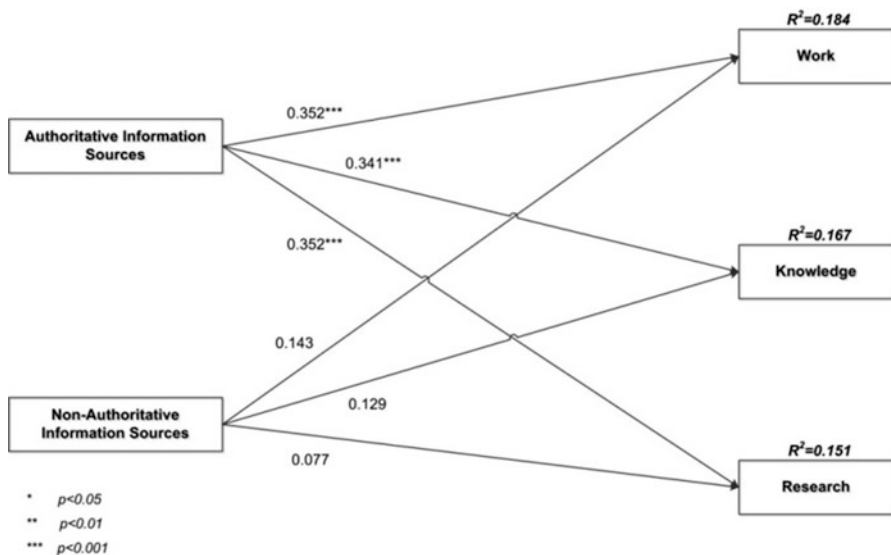 R²=0.184
Work
0.352***
Authoritative Information
Sources
0.341***
R²=0.167
0.352***
Knowledge
0.143
0.129
Non-Authoritative
Information Sources
R²=0.151
0.077
Research
* p<0.05
** p<0.01
*** p<0.001